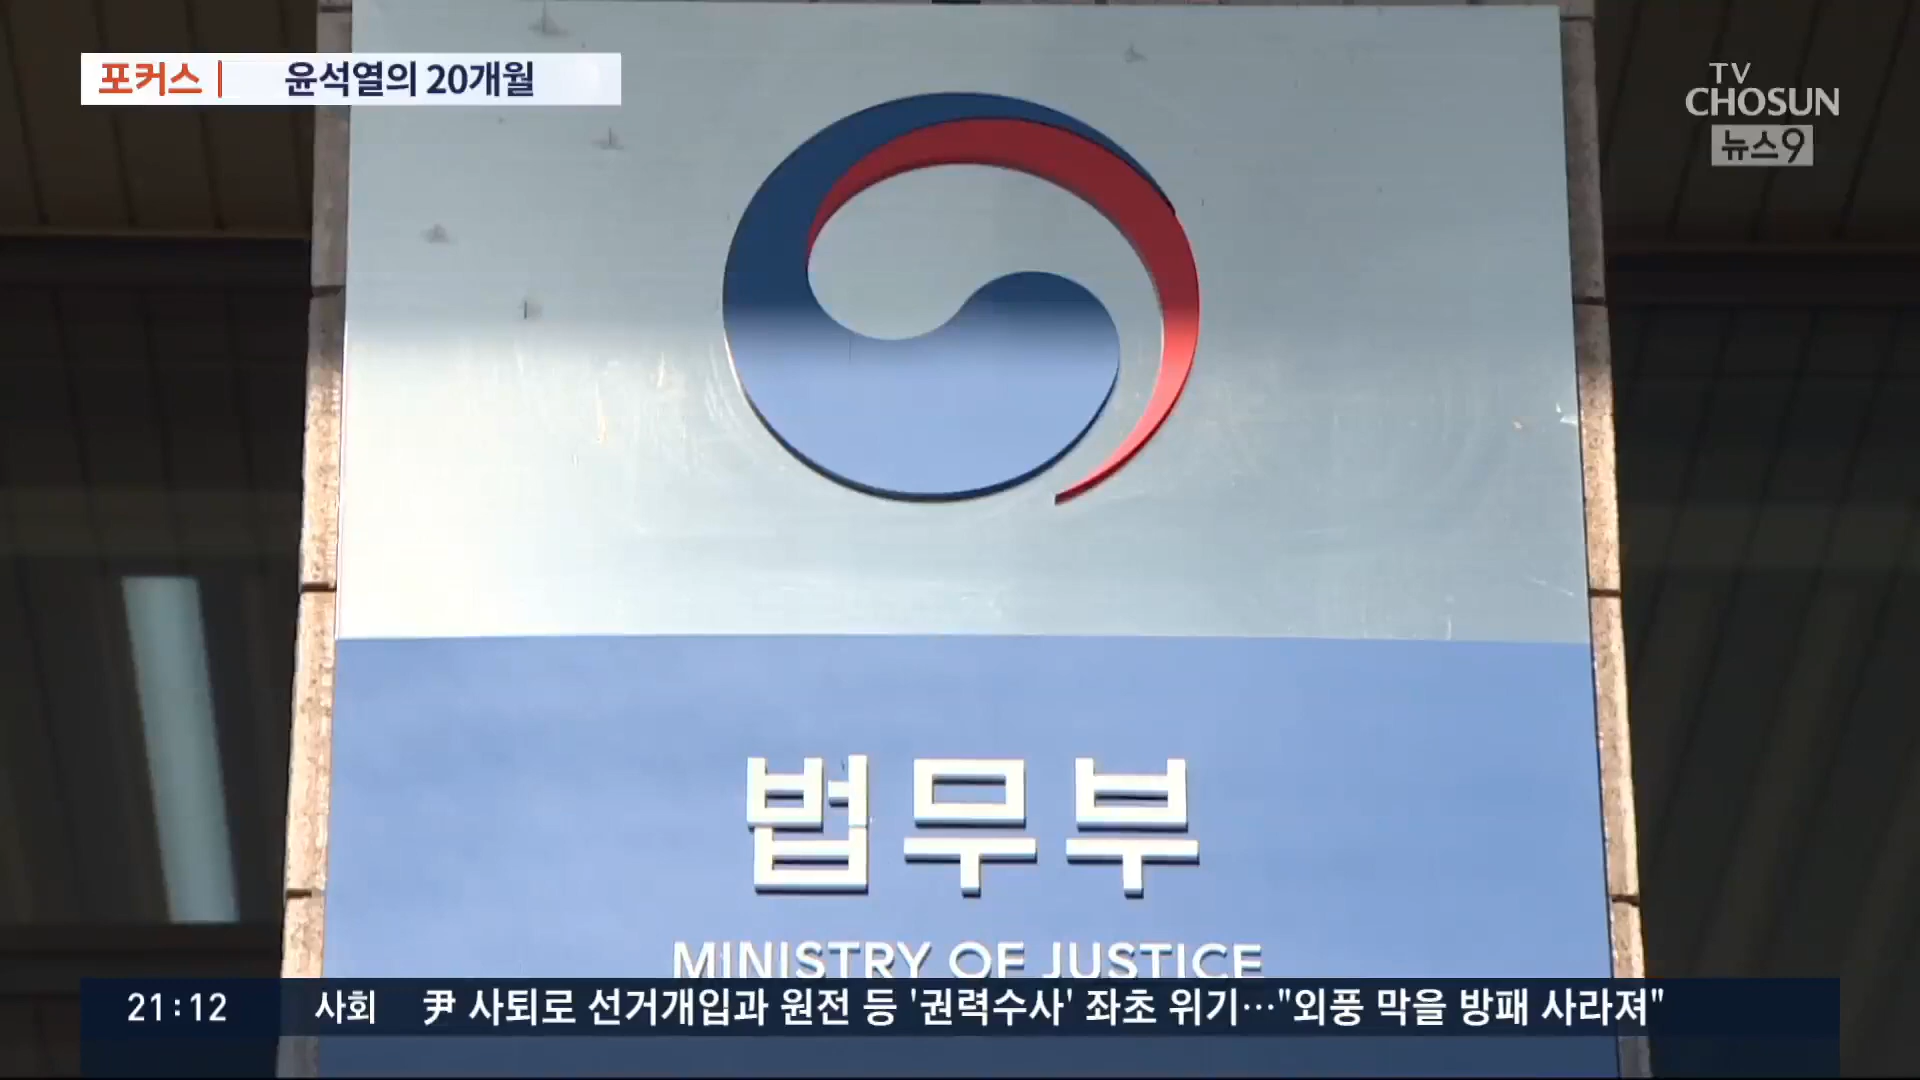 포커스 | 윤석열의 20개월
TV
CHOSUN
뉴스9
법무부
MINISTRY OF JUSTICE
21:12 사회 尹 사퇴로 선거개입과 원전 등 '권력수사' 좌초 위기…"외풍 막을 방패 사라져"